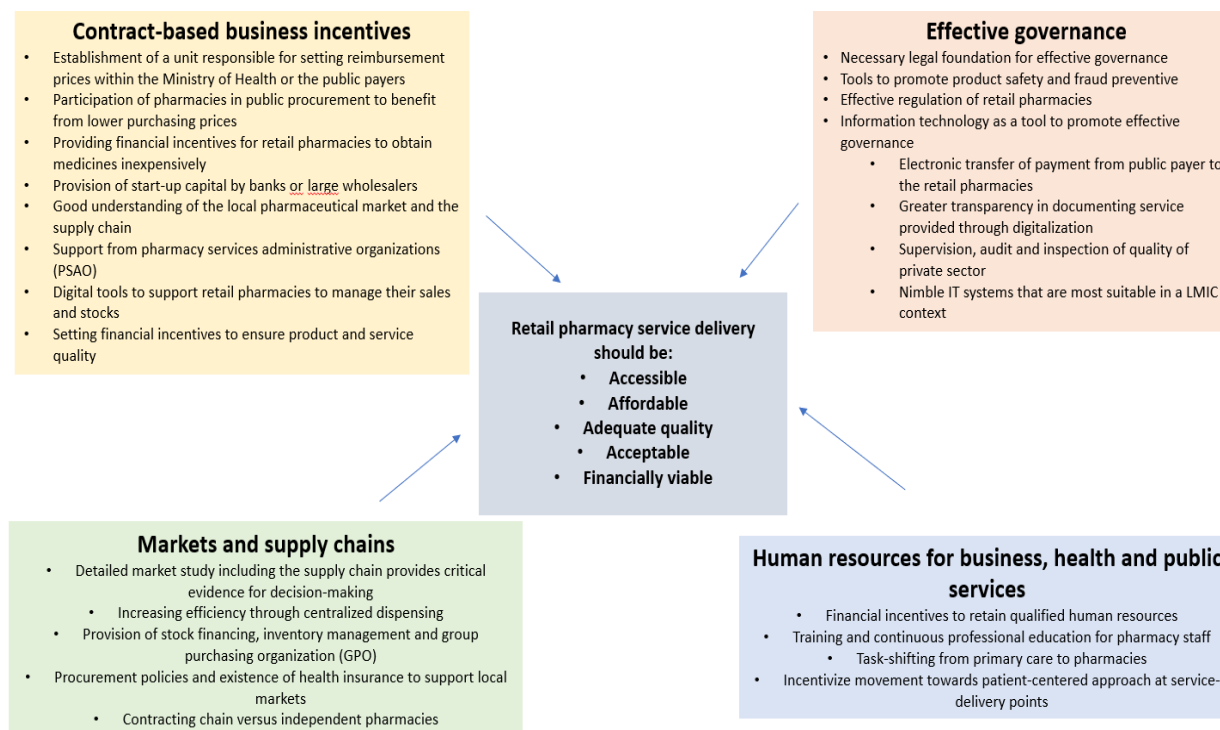 Contract-based business incentives
• Establishment of a unit responsible for setting reimbursement
prices within the Ministry of Health or the public payers
• Participation of pharmacies in public procurement to benefit
from lower purchasing prices
• Providing financial incentives for retail pharmacies to obtain
medicines inexpensively
• Provision of start-up capital by banks or large wholesalers
• Good understanding of the local pharmaceutical market and the
supply chain
• Support from pharmacy services administrative organizations
(PSAO)
• Digital tools to support retail pharmacies to manage their sales
and stocks
• Setting financial incentives to ensure product and service
quality
Effective governance
• Necessary legal foundation for effective governance
• Tools to promote product safety and fraud preventive
• Effective regulation of retail pharmacies
• Information technology as a tool to promote effective
governance
• Electronic transfer of payment from public payer to
the retail pharmacies
• Greater transparency in documenting service
provided through digitalization
• Supervision, audit and inspection of quality of
private sector
• Nimble IT systems that are most suitable in a LMIC
context
Retail pharmacy service delivery
should be:
• Accessible
• Affordable
• Adequate quality
• Acceptable
• Financially viable
Markets and supply chains
• Detailed market study including the supply chain provides critical
evidence for decision-making
• Increasing efficiency through centralized dispensing
• Provision of stock financing, inventory management and group
purchasing organization (GPO)
• Procurement policies and existence of health insurance to support local
markets
• Contracting chain versus independent pharmacies
Human resources for business, health and public
services
• Financial incentives to retain qualified human resources
• Training and continuous professional education for pharmacy staff
• Task-shifting from primary care to pharmacies
• Incentivize movement towards patient-centered approach at service-
delivery points